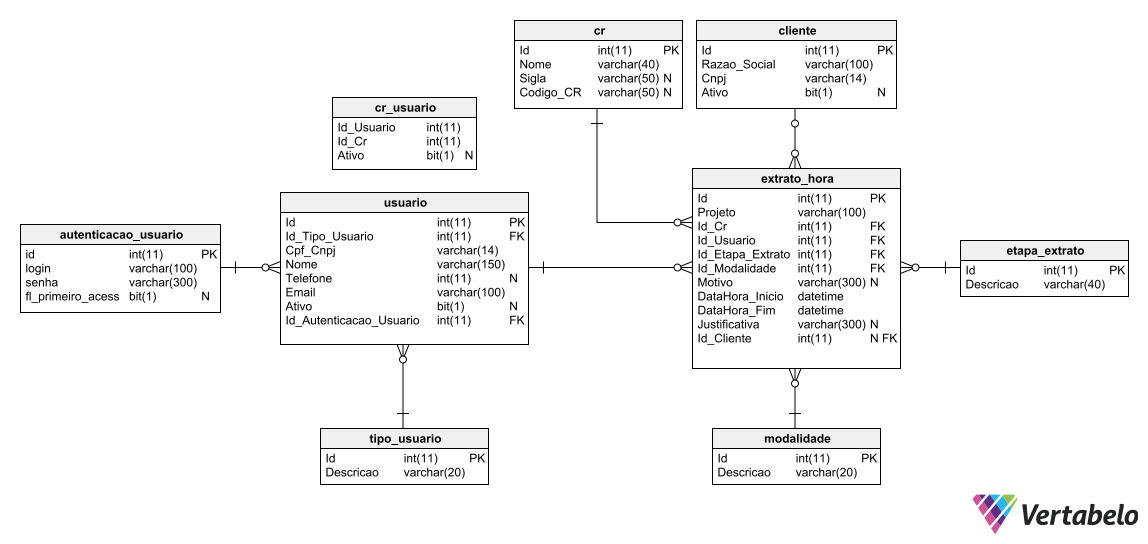 cr
Id int(11) PK
Nome varchar(40)
Sigla varchar(50) N
Codigo_CR varchar(50) N
cliente
Id int(11) PK
Razao_Social varchar(100)
Cnpj varchar(14)
Ativo bit(1) N
cr_usuario
Id_Usuario int(11)
Id_Cr int(11)
Ativo bit(1) N
autenticacao_usuario
id int(11) PK
login varchar(100)
senha varchar(300)
fl_primeiro_acess bit(1) N
usuario
Id int(11) PK
Id_Tipo_Usuario int(11) FK
Cpf_Cnpj varchar(14)
Nome varchar(150)
Telefone int(11) N
Email varchar(100)
Ativo bit(1) N
Id_Autenticacao_Usuario int(11) FK
extrato_hora
Id int(11) PK
Projeto varchar(100)
Id_Cr int(11) FK
Id_Usuario int(11) FK
Id_Etapa_Extrato int(11) FK
Id_Modalidade int(11) FK
Motivo varchar(300) N
DataHora_Inicio datetime
DataHora_Fim datetime
Justificativa varchar(300) N
Id_Cliente int(11) N FK
etapa_extrato
Id int(11) PK
Descricao varchar(40)
tipo_usuario
Id int(11) PK
Descricao varchar(20)
modalidade
Id int(11) PK
Descricao varchar(20)
Vertabelo